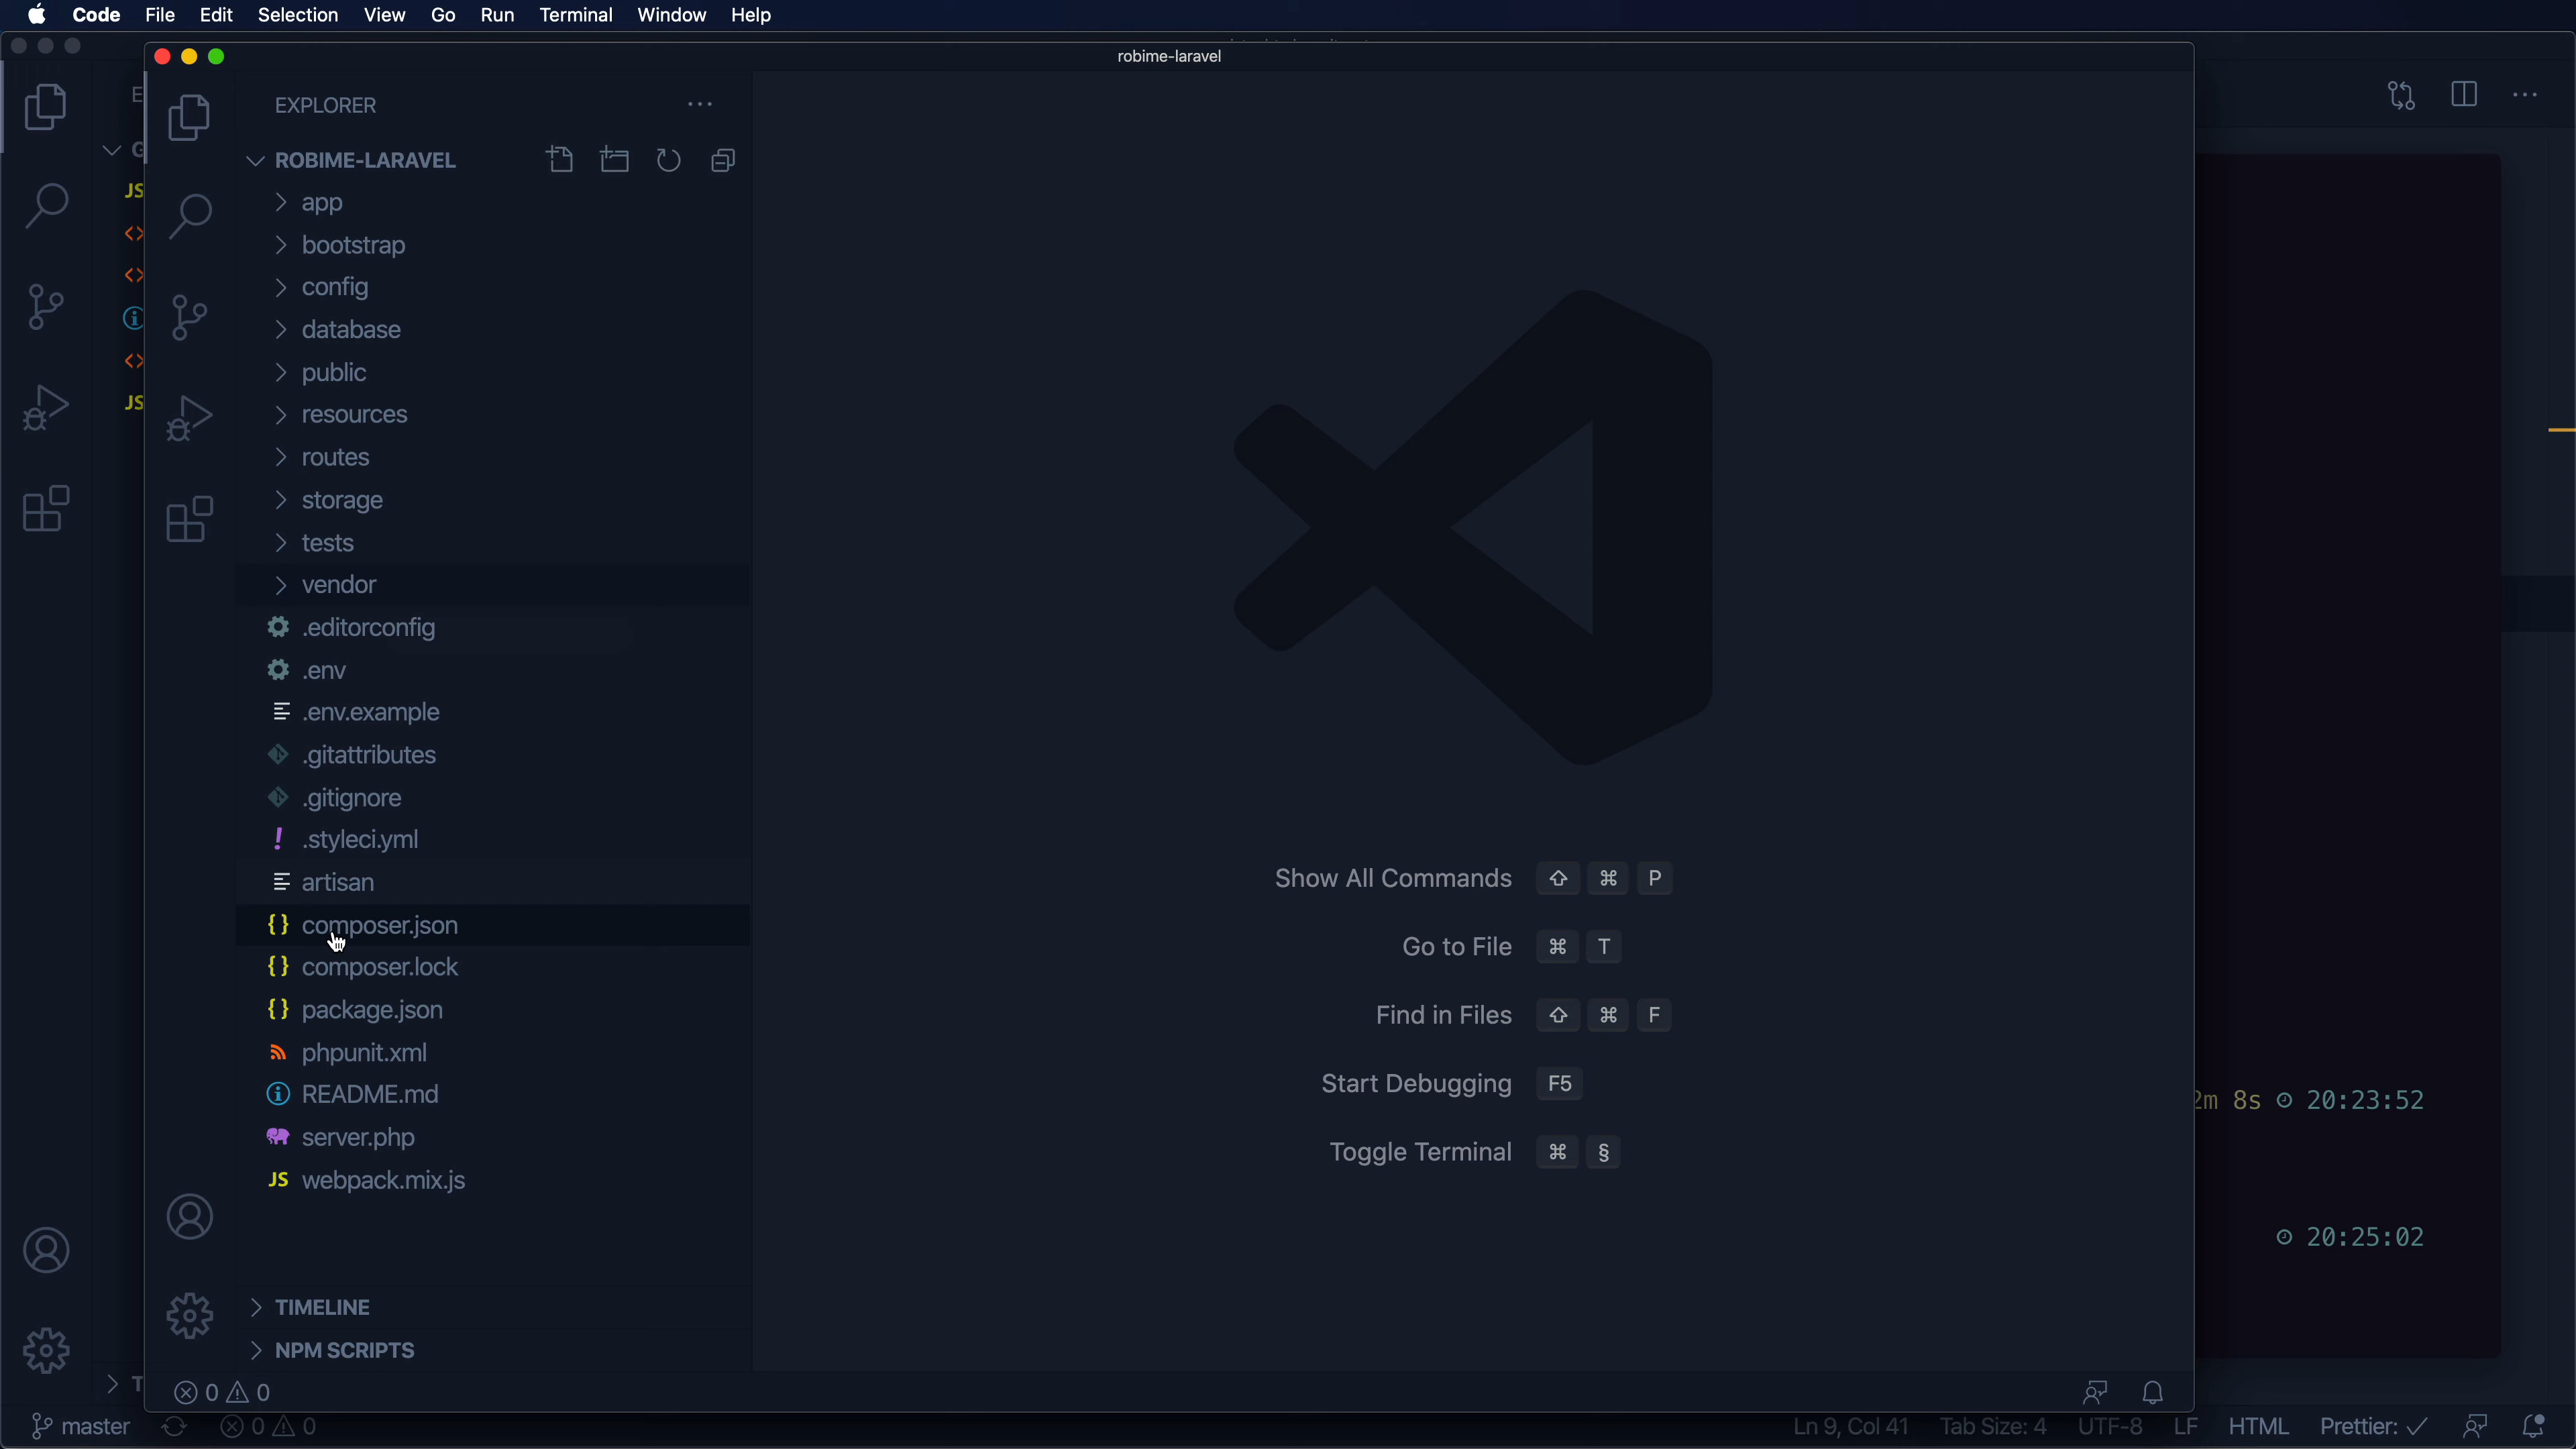 Code File Edit Selection View Go Run Terminal Window Help
robime-laravel
EXPLORER
ROBIME-LARAVEL
app
bootstrap
config
database
public
resources
routes
storage
tests
vendor
.editorconfig
.env
.env.example
.gitattributes
.gitignore
.styleci.yml
artisan
composer.json
composer.lock
package.json
phpunit.xml
README.md
server.php
JS webpack.mix.js
TIMELINE
NPM SCRIPTS
0 0
Show All Commands ⇧ ⌘ P
Go to File ⌘ T
Find in Files ⇧ ⌘ F
Start Debugging F5
Toggle Terminal ⌘ §
JS
JS
2m 8s 20:23:52
20:25:02
master 0 0
Ln 9, Col 41 Tab Size: 4 UTF-8 LF HTML Prettier: ✓